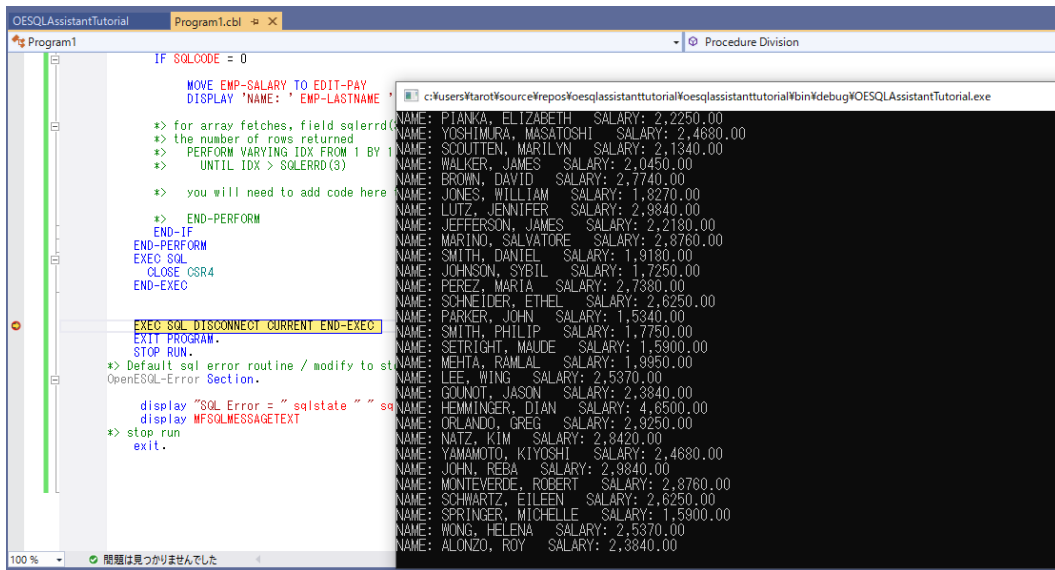 OESQLAssistantTutorial
Program1.cbl
Program1
Procedure Division
IF SQLCODE = 0
MOVE EMP-SALARY TO EDIT-PAY
DISPLAY 'NAME: ' EMP-LASTNAME '
*> for array fetches, field sqlerrd(
*> the number of rows returned
*>   PERFORM VARYING IDX FROM 1 BY 1
*>     UNTIL IDX > SQLERRD(3)
*>   you will need to add code here
*>   END-PERFORM
END-IF
END-PERFORM
EXEC SQL
CLOSE CSR4
END-EXEC
EXEC SQL DISCONNECT CURRENT END-EXEC
EXIT PROGRAM.
STOP RUN.
*> Default sql error routine / modify to st
OpenESQL-Error Section.
display "SQL Error = " sqlstate " " sq
display MFSQLMESSAGETEXT
*> stop run
exit.
100 %
問題は見つかりませんでした
c:¥users¥tarot¥source¥repos¥oesqlassistanttutorial¥oesqlassistanttutorial¥bin¥debug¥OESQLAssistantTutorial.exe
NAME: PIANKA, ELIZABETH   SALARY: 2,2250.00
NAME: YOSHIMURA, MASATOSHI   SALARY: 2,4680.00
NAME: SCOUTTEN, MARILYN   SALARY: 2,1340.00
NAME: WALKER, JAMES   SALARY: 2,0450.00
NAME: BROWN, DAVID   SALARY: 2,7740.00
NAME: JONES, WILLIAM   SALARY: 1,8270.00
NAME: LUTZ, JENNIFER   SALARY: 2,9840.00
NAME: JEFFERSON, JAMES   SALARY: 2,2180.00
NAME: MARINO, SALVATORE   SALARY: 2,8760.00
NAME: SMITH, DANIEL   SALARY: 1,9180.00
NAME: JOHNSON, SYBIL   SALARY: 1,7250.00
NAME: PEREZ, MARIA   SALARY: 2,7380.00
NAME: SCHNEIDER, ETHEL   SALARY: 2,6250.00
NAME: PARKER, JOHN   SALARY: 1,5340.00
NAME: SMITH, PHILIP   SALARY: 1,7750.00
NAME: SETRIGHT, MAUDE   SALARY: 1,5900.00
NAME: MEHTA, RAMLAL   SALARY: 1,9950.00
NAME: LEE, WING   SALARY: 2,5370.00
NAME: GOUNOT, JASON   SALARY: 2,3840.00
NAME: HEMMINGER, DIAN   SALARY: 4,6500.00
NAME: ORLANDO, GREG   SALARY: 2,9250.00
NAME: NATZ, KIM   SALARY: 2,8420.00
NAME: YAMAMOTO, KIYOSHI   SALARY: 2,4680.00
NAME: JOHN, REBA   SALARY: 2,9840.00
NAME: MONTEVERDE, ROBERT   SALARY: 2,8760.00
NAME: SCHWARTZ, EILEEN   SALARY: 2,6250.00
NAME: SPRINGER, MICHELLE   SALARY: 1,5900.00
NAME: WONG, HELENA   SALARY: 2,5370.00
NAME: ALONZO, ROY   SALARY: 2,3840.00